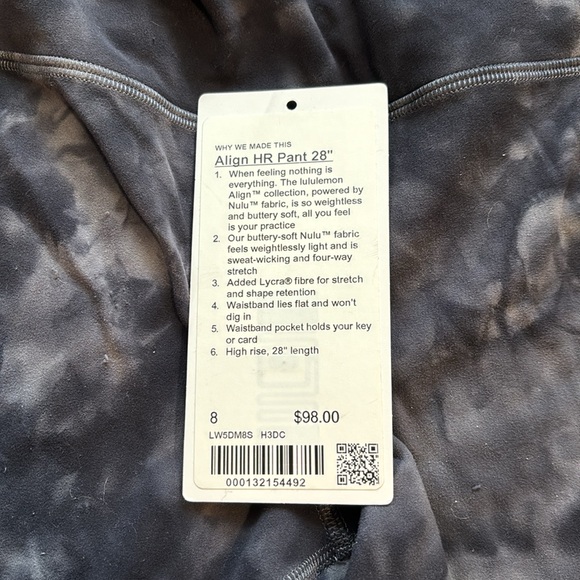 WHY WE MADE THIS
Align HR Pant 28"
1. When feeling nothing is
everything. The lululemon
Align™ collection, powered by
Nulu™ fabric, is so weightless
and buttery soft, all you feel
is your practice
2. Our buttery-soft Nulu™ fabric
feels weightlessly light and is
sweat-wicking and four-way
stretch
3. Added Lycra® fibre for stretch
and shape retention
4. Waistband lies flat and won't
dig in
5. Waistband pocket holds your key
or card
6. High rise, 28" length
8 $98.00
LW5DM8S H3DC
000132154492